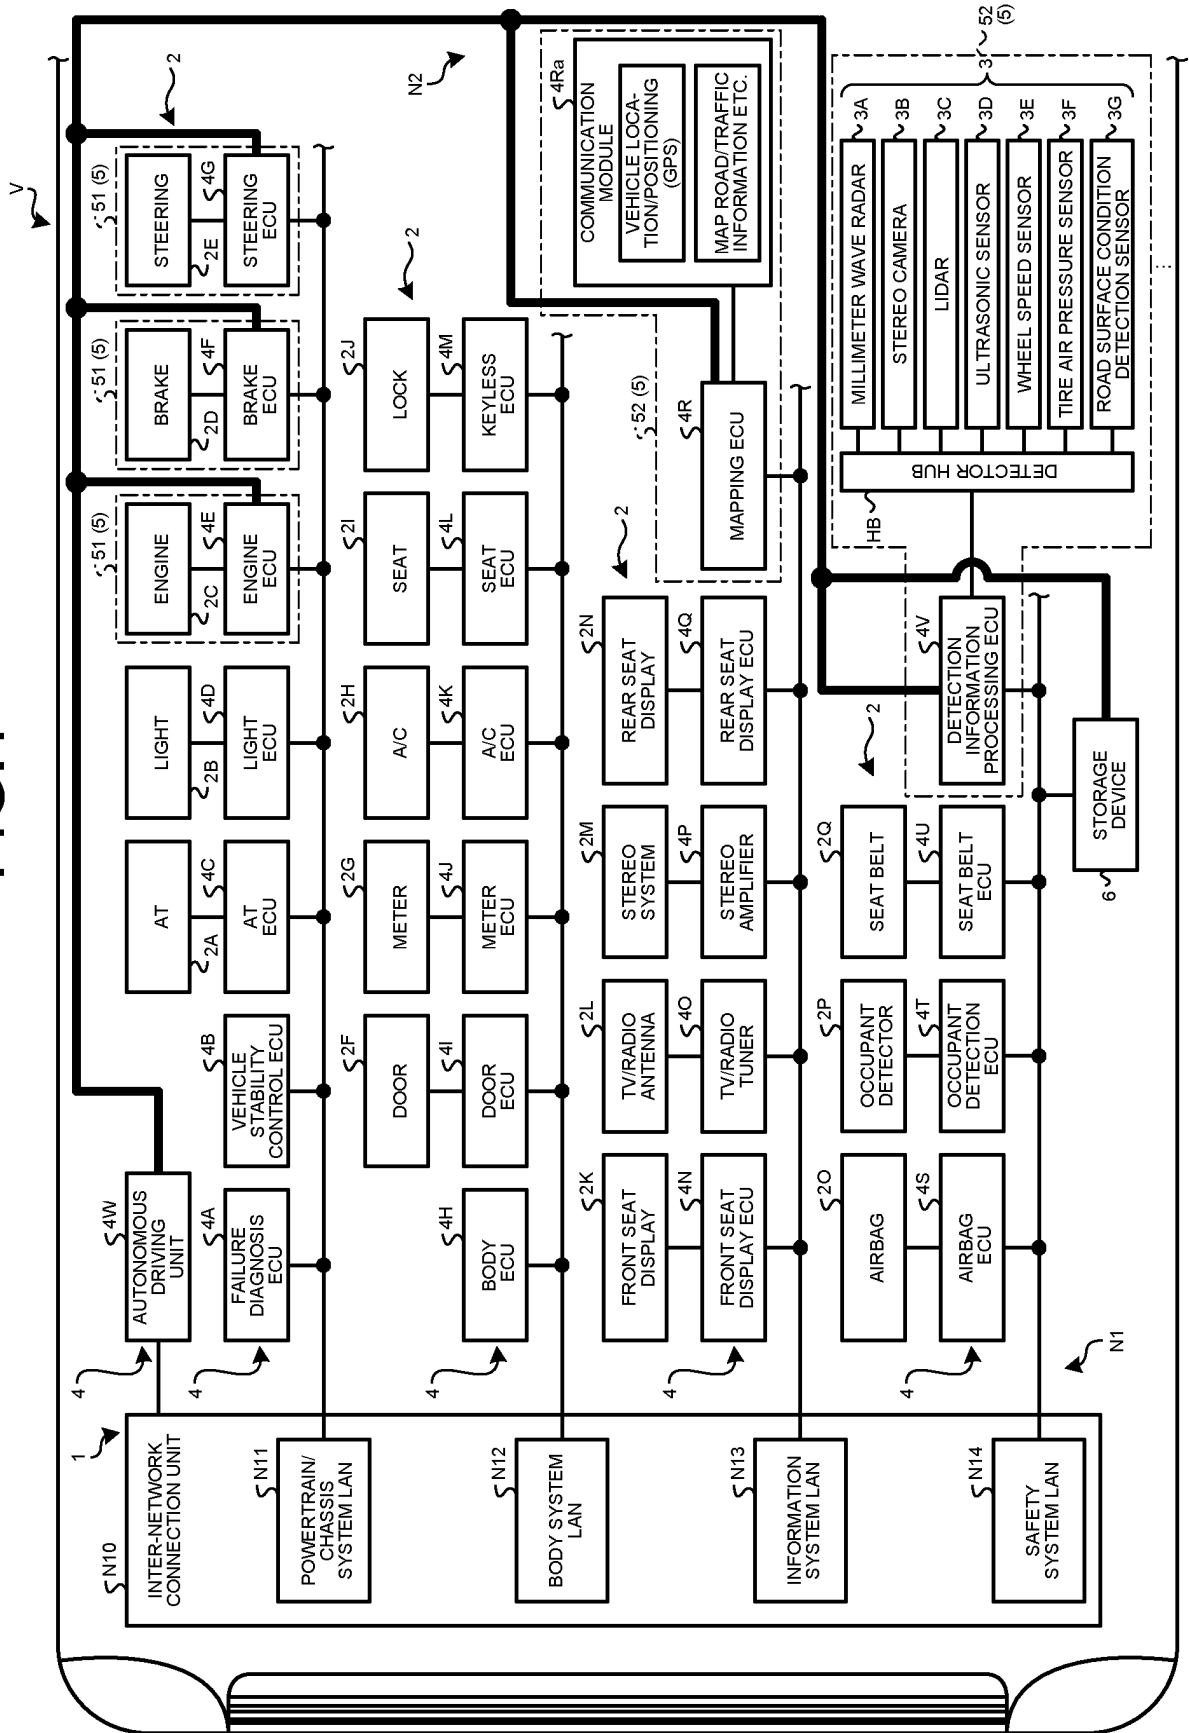 V
N10
1
INTER-NETWORK
CONNECTION UNIT
N11
POWERTRAIN/
CHASSIS
SYSTEM LAN
N12
BODY SYSTEM
LAN
N13
INFORMATION
SYSTEM LAN
N14
SAFETY
SYSTEM LAN
N1
N2
4
4W
AUTONOMOUS
DRIVING
UNIT
4
4A
FAILURE
DIAGNOSIS
ECU
4B
VEHICLE
STABILITY
CONTROL ECU
AT
2A
4C
AT
ECU
LIGHT
2B
4D
LIGHT
ECU
51 (5)
ENGINE
2C
4E
ENGINE
ECU
51 (5)
BRAKE
2D
4F
BRAKE
ECU
51 (5)
STEERING
2E
4G
STEERING
ECU
2
4
4H
BODY
ECU
2F
DOOR
4I
DOOR
ECU
2G
METER
4J
METER
ECU
2H
A/C
4K
A/C
ECU
2I
SEAT
4L
SEAT
ECU
2J
LOCK
4M
KEYLESS
ECU
2
4
2K
FRONT SEAT
DISPLAY
4N
FRONT SEAT
DISPLAY ECU
2L
TV/RADIO
ANTENNA
4O
TV/RADIO
TUNER
2M
STEREO
SYSTEM
4P
STEREO
AMPLIFIER
2N
REAR SEAT
DISPLAY
4Q
REAR SEAT
DISPLAY ECU
2
52 (5)
4R
MAPPING ECU
4Ra
COMMUNICATION
MODULE
VEHICLE LOCA-
TION/POSITIONING
(GPS)
MAP ROAD/TRAFFIC
INFORMATION ETC.
4
2O
AIRBAG
4S
AIRBAG
ECU
2P
OCCUPANT
DETECTOR
4T
OCCUPANT
DETECTION
ECU
2Q
SEAT BELT
4U
SEAT BELT
ECU
2
4V
DETECTION
INFORMATION
PROCESSING ECU
6
STORAGE
DEVICE
HB
DETECTOR HUB
MILLIMETER WAVE RADAR
3A
STEREO CAMERA
3B
LIDAR
3C
ULTRASONIC SENSOR
3D
WHEEL SPEED SENSOR
3E
TIRE AIR PRESSURE SENSOR
3F
ROAD SURFACE CONDITION
DETECTION SENSOR
3G
3
52
(5)
...